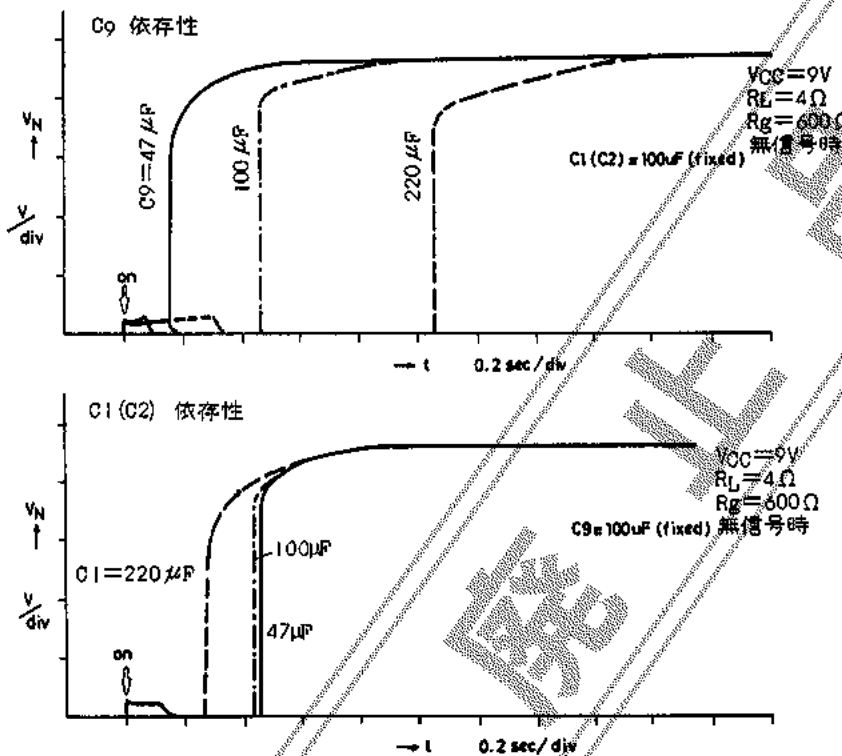 C9 依存性
VN
↑
V/div
on
C9=47μF
100μF
220μF
VCC=9V
RL=4Ω
Rg=600Ω
無信号時
C1(C2)=100uF(fixed)
→ t 0.2 sec/div
C1(C2) 依存性
VN
↑
V/div
on
C1=220μF
100μF
47μF
VCC=9V
RL=4Ω
Rg=600Ω
C9=100uF(fixed) 無信号時
→ t 0.2 sec/div